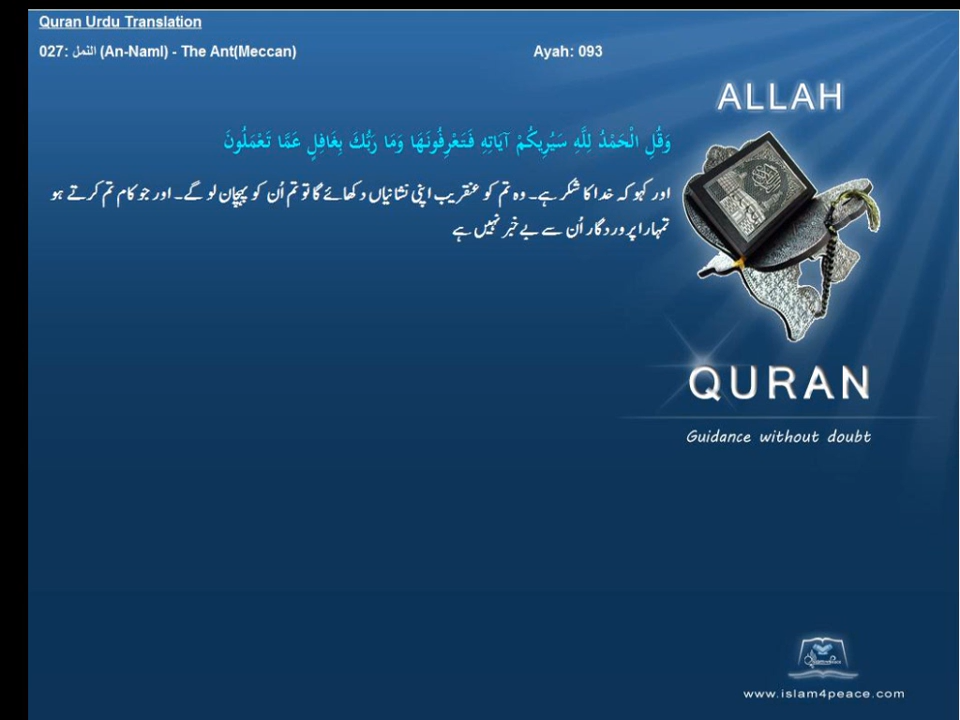 Quran Urdu Translation
027: النمل (An-Naml) - The Ant(Meccan) Ayah: 093
ALLAH
وَقُلِ الْحَمْدُ لِلَّهِ سَيُرِيكُمْ آيَاتِهِ فَتَعْرِفُونَهَا وَمَا رَبُّكَ بِغَافِلٍ عَمَّا تَعْمَلُونَ
اور کہو کہ خدا کا شکر ہے۔ وہ تم کو عنقریب اپنی نشانیاں دکھائے گا تو تم اُن کو پہچان لو گے۔ اور جو کام تم کرتے ہو
تمہارا پروردگار اُن سے بےخبر نہیں ہے
QURAN
Guidance without doubt
www.islam4peace.com